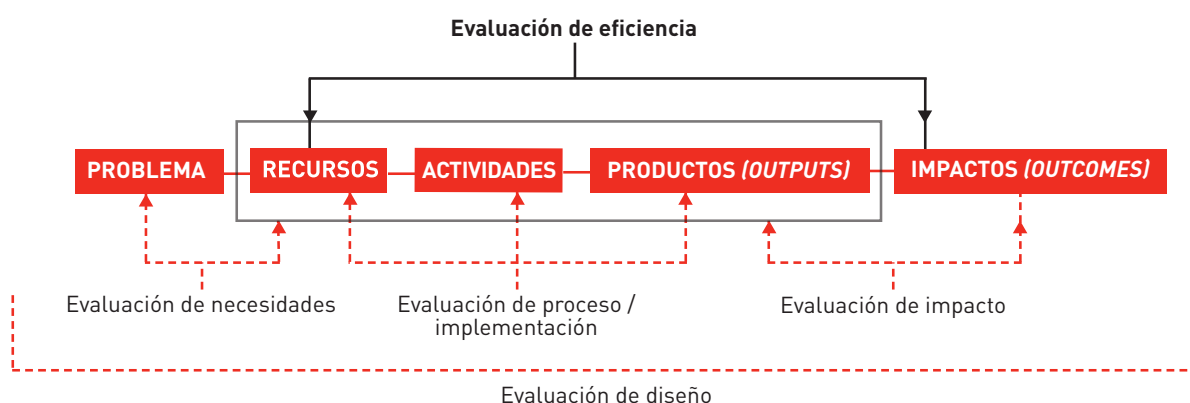 Evaluación de eficiencia
PROBLEMA
RECURSOS
ACTIVIDADES
PRODUCTOS (OUTPUTS)
IMPACTOS (OUTCOMES)
Evaluación de necesidades
Evaluación de proceso /
implementación
Evaluación de impacto
Evaluación de diseño